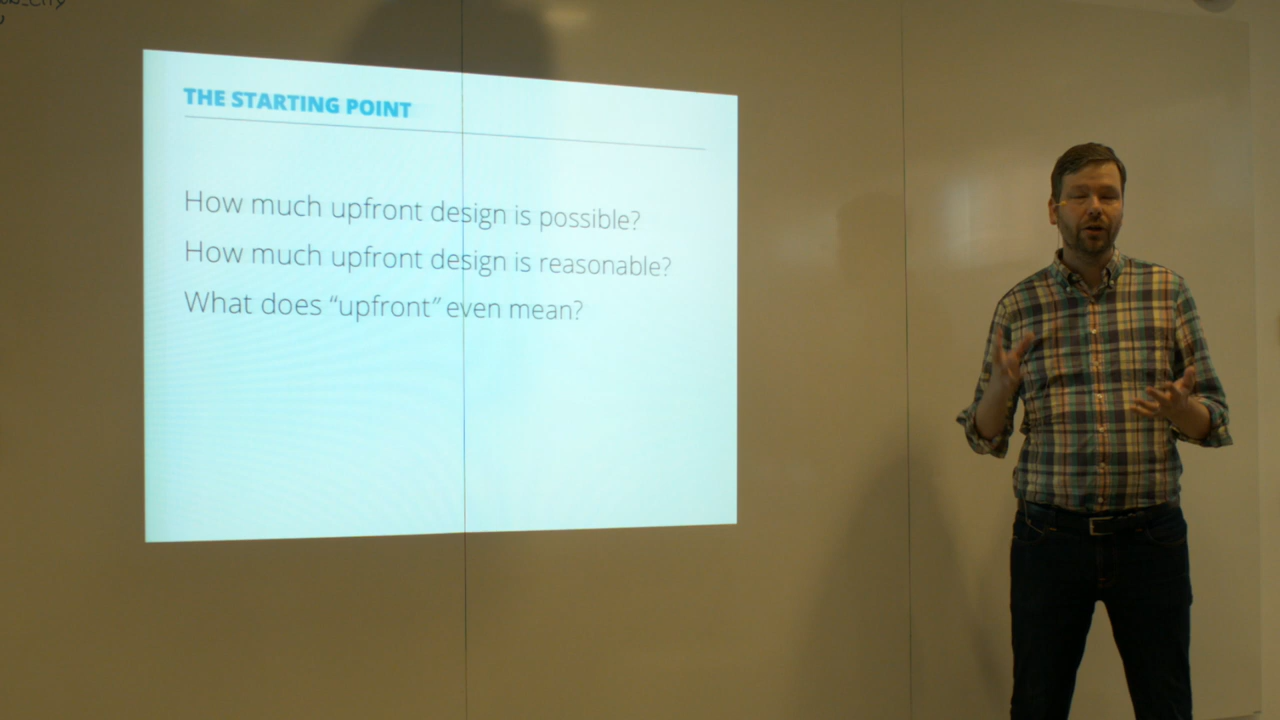 THE STARTING POINT
How much upfront design is possible?
How much upfront design is reasonable?
What does “upfront” even mean?